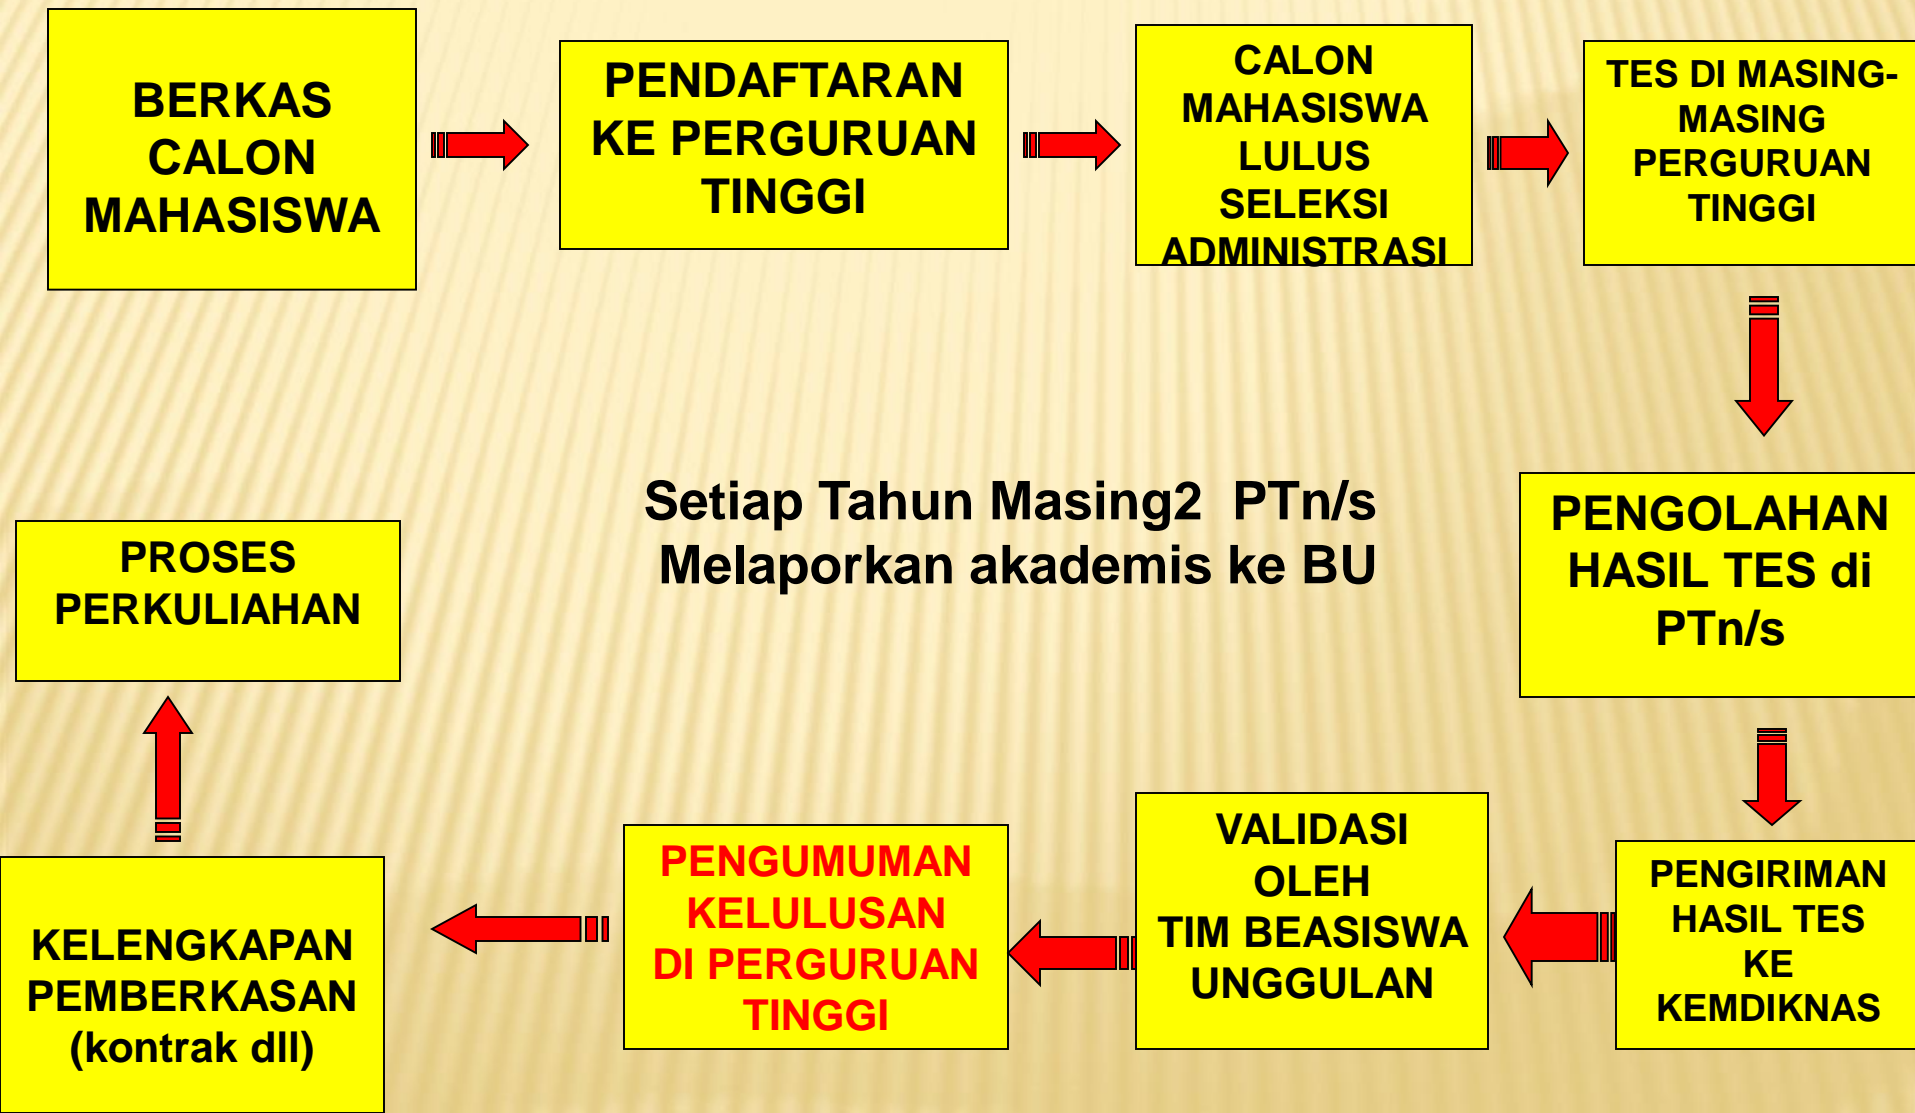 BERKAS
CALON
MAHASISWA
PENDAFTARAN
KE PERGURUAN
TINGGI
CALON
MAHASISWA
LULUS
SELEKSI
ADMINISTRASI
TES DI MASING-
MASING
PERGURUAN
TINGGI
Setiap Tahun Masing2 PTn/s
Melaporkan akademis ke BU
PENGOLAHAN
HASIL TES di
PTn/s
PENGIRIMAN
HASIL TES
KE
KEMDIKNAS
VALIDASI
OLEH
TIM BEASISWA
UNGGULAN
PENGUMUMAN
KELULUSAN
DI PERGURUAN
TINGGI
KELENGKAPAN
PEMBERKASAN
(kontrak dll)
PROSES
PERKULIAHAN